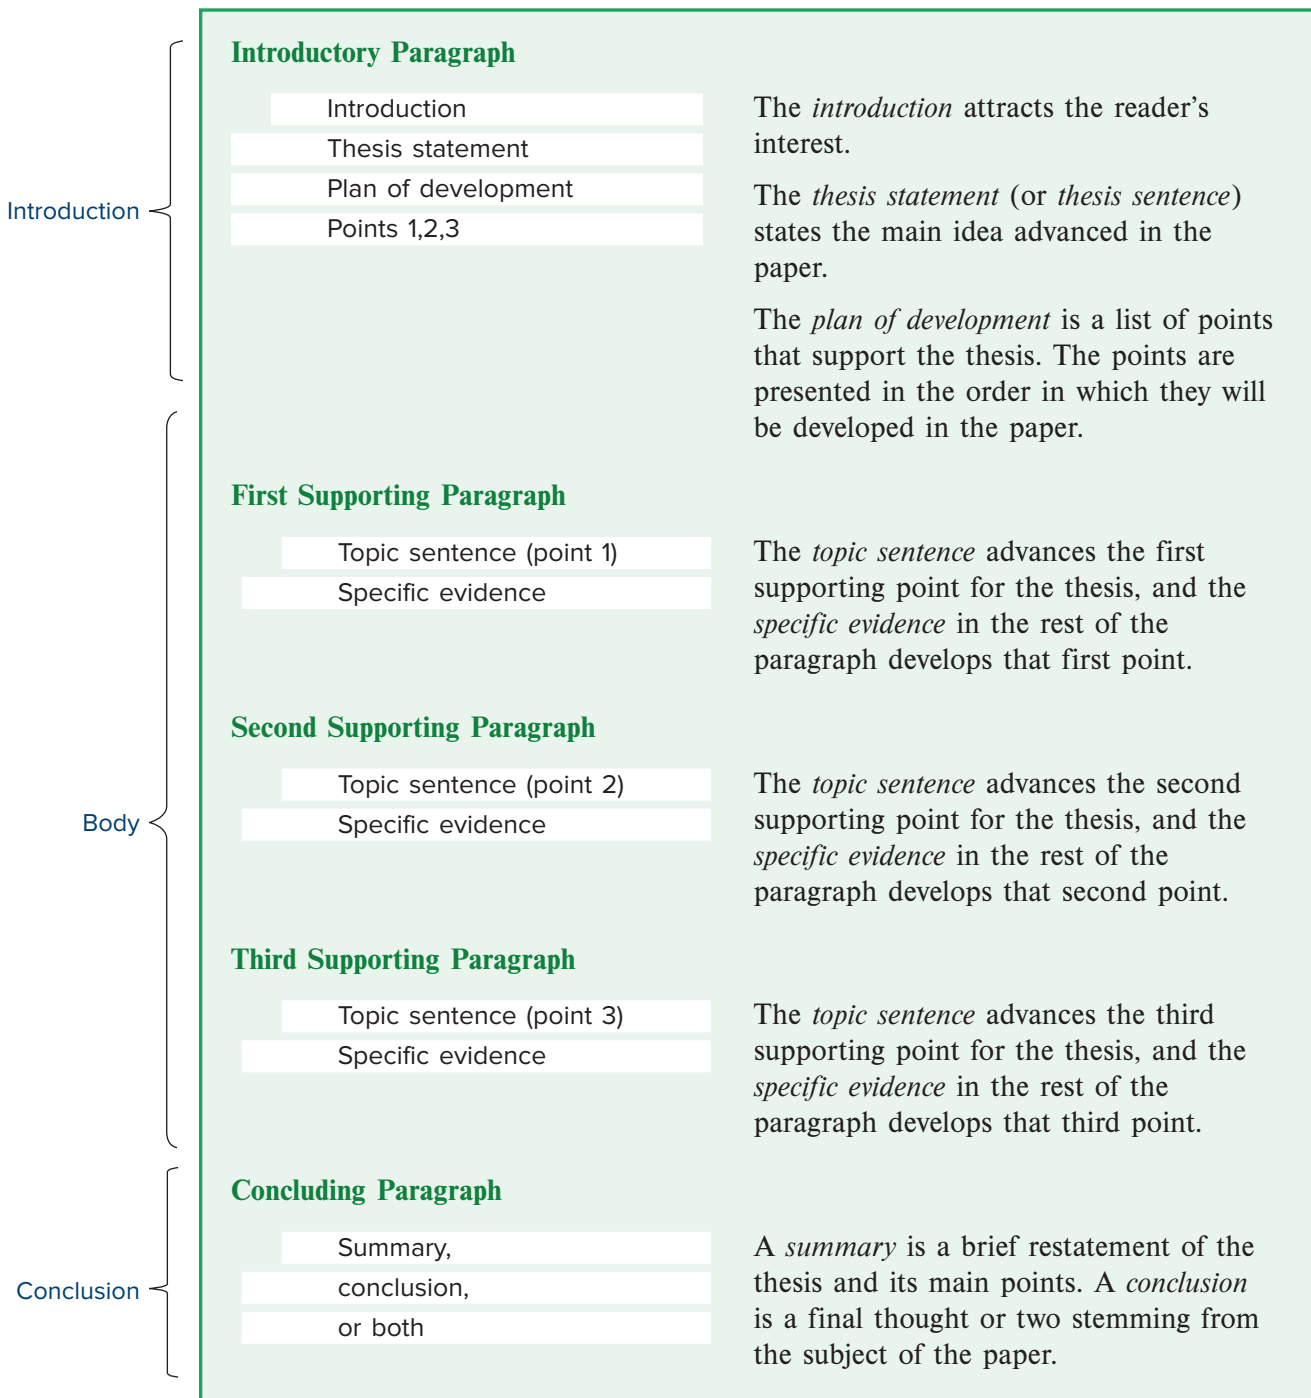 Introduction
Introductory Paragraph
Introduction
Thesis statement
Plan of development
Points 1,2,3
The introduction attracts the reader’s
interest.
The thesis statement (or thesis sentence)
states the main idea advanced in the
paper.
The plan of development is a list of points
that support the thesis. The points are
presented in the order in which they will
be developed in the paper.
Body
First Supporting Paragraph
Topic sentence (point 1)
Specific evidence
The topic sentence advances the first
supporting point for the thesis, and the
specific evidence in the rest of the
paragraph develops that first point.
Second Supporting Paragraph
Topic sentence (point 2)
Specific evidence
The topic sentence advances the second
supporting point for the thesis, and the
specific evidence in the rest of the
paragraph develops that second point.
Third Supporting Paragraph
Topic sentence (point 3)
Specific evidence
The topic sentence advances the third
supporting point for the thesis, and the
specific evidence in the rest of the
paragraph develops that third point.
Conclusion
Concluding Paragraph
Summary,
conclusion,
or both
A summary is a brief restatement of the
thesis and its main points. A conclusion
is a final thought or two stemming from
the subject of the paper.